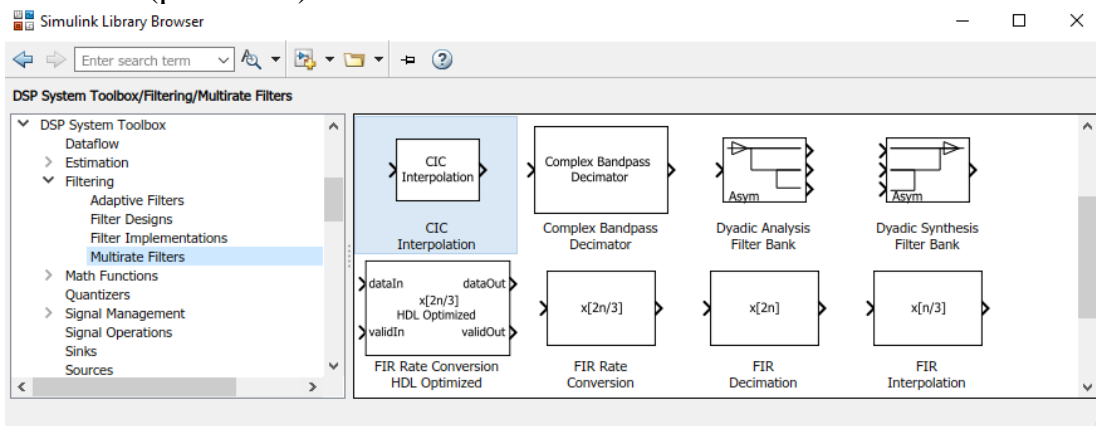 Simulink Library Browser
Enter search term
DSP System Toolbox/Filtering/Multirate Filters
DSP System Toolbox
Dataflow
Estimation
Filtering
Adaptive Filters
Filter Designs
Filter Implementations
Multirate Filters
Math Functions
Quantizers
Signal Management
Signal Operations
Sinks
Sources
CIC
Interpolation
CIC
Interpolation
Complex Bandpass
Decimator
Complex Bandpass
Decimator
Asym
Dyadic Analysis
Filter Bank
Asym
Dyadic Synthesis
Filter Bank
dataIn dataOut
x[2n/3]
HDL Optimized
validIn validOut
FIR Rate Conversion
HDL Optimized
x[2n/3]
FIR Rate
Conversion
x[2n]
FIR
Decimation
x[n/3]
FIR
Interpolation